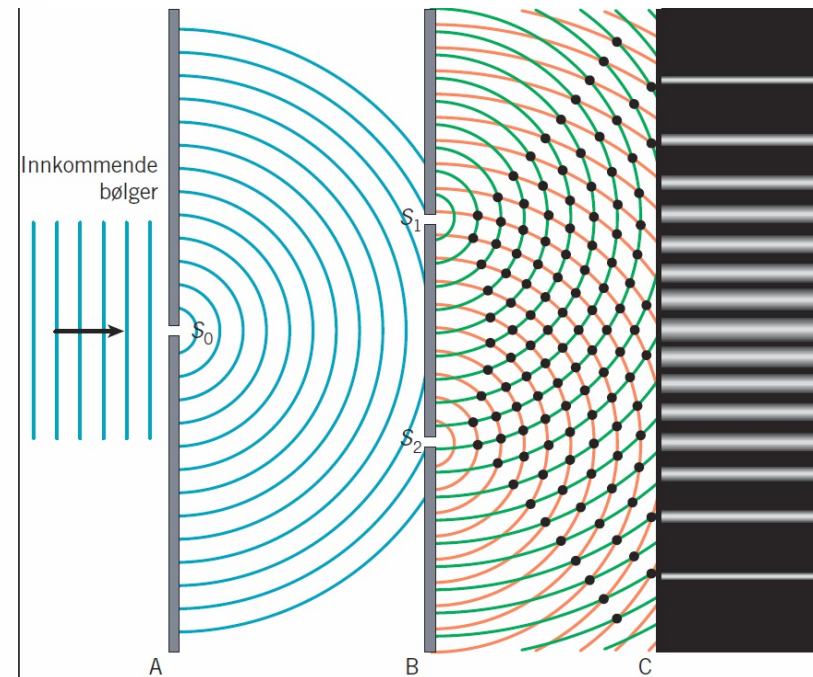 Innkommende
bølger
S₀
S₁
S₂
A
B
C